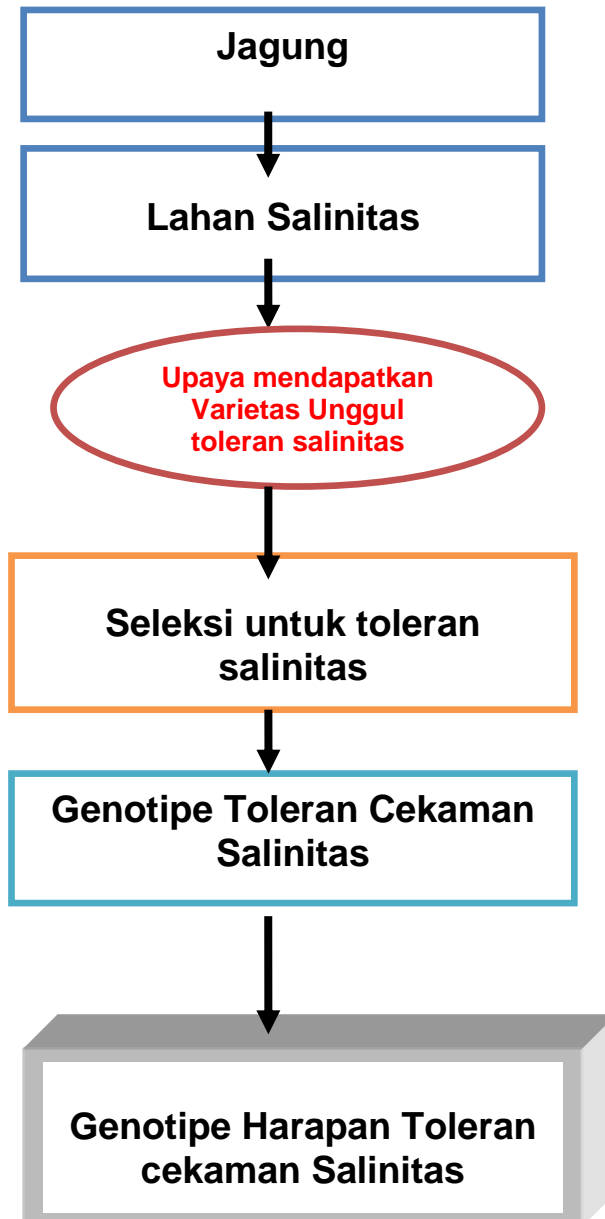 Jagung
Lahan Salinitas
Upaya mendapatkan
Varietas Unggul
toleran salinitas
Seleksi untuk toleran
salinitas
Genotipe Toleran Cekaman
Salinitas
Genotipe Harapan Toleran
cekaman Salinitas